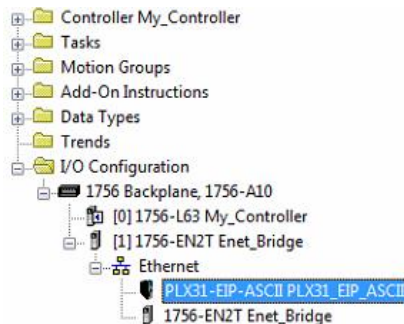 Controller My_Controller
Tasks
Motion Groups
Add-On Instructions
Data Types
Trends
I/O Configuration
1756 Backplane, 1756-A10
[0] 1756-L63 My_Controller
[1] 1756-EN2T Enet_Bridge
Ethernet
PLX31-EIP-ASCII PLX31_EIP_ASCII
1756-EN2T Enet_Bridge